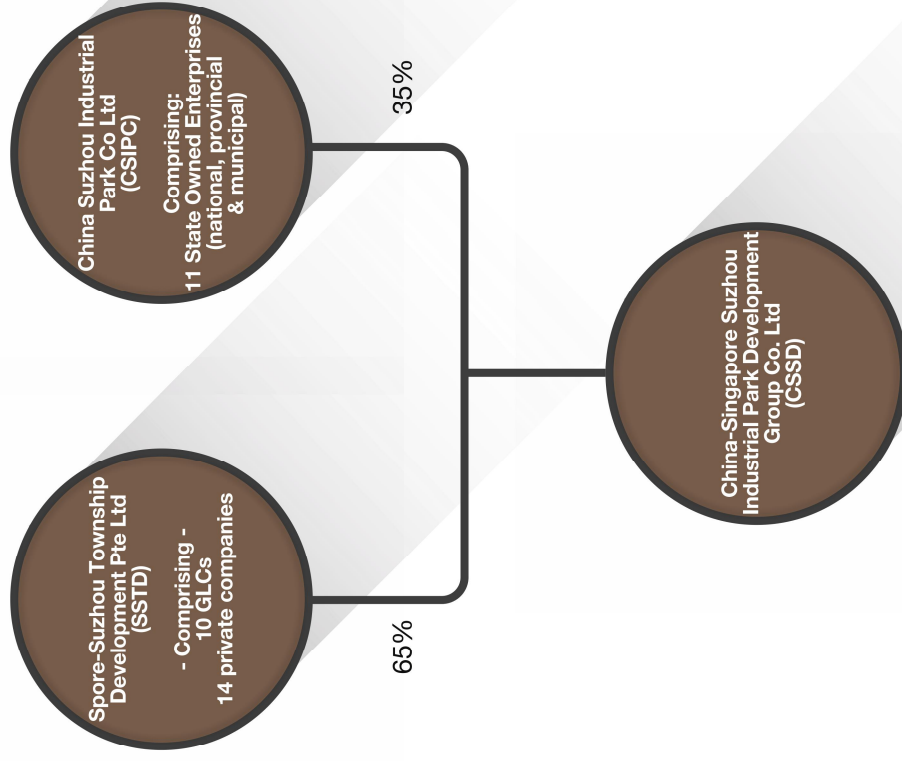 Spore-Suzhou Township
Development Pte Ltd
(SSTD)
- Comprising -
10 GLCs
14 private companies
65%
China Suzhou Industrial
Park Co Ltd
(CSIPC)
Comprising:
11 State Owned Enterprises
(national, provincial
& municipal)
35%
China-Singapore Suzhou
Industrial Park Development
Group Co. Ltd
(CSSD)